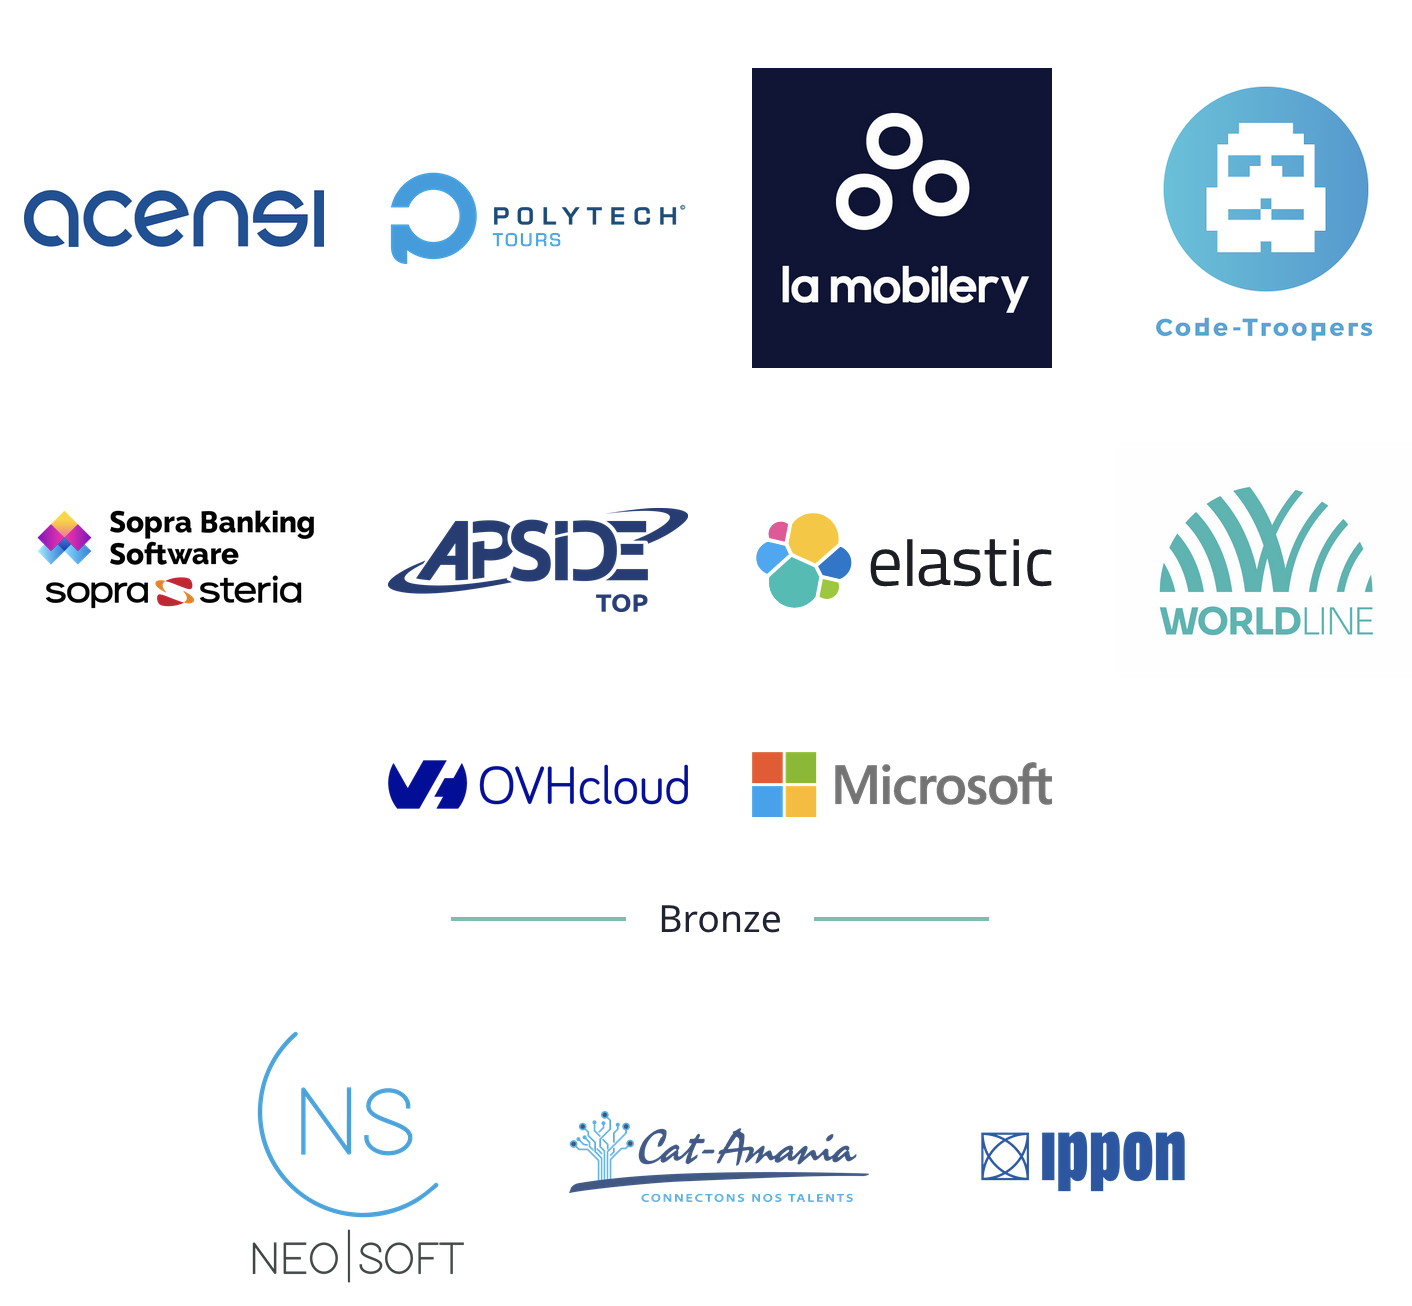 acensi
POLYTECH©
TOURS
la mobilery
Code-Troopers
Sopra Banking
Software
sopra steria
APSIDE
TOP
elastic
WORLDLINE
OVHcloud
Microsoft
Bronze
NS
NEO|SOFT
Cat-Amania
CONNECTONS NOS TALENTS
ippon